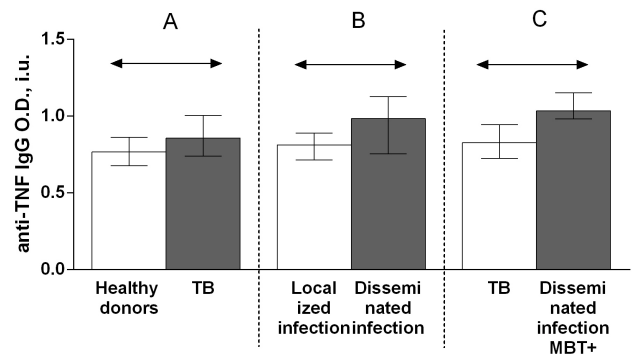 A
B
C
anti-TNF IgG O.D., i.u.
1.5
1.0
0.5
0.0
Healthy
donors
TB
Local
ized
infection
Dissemi
nated
infection
TB
Dissemi
nated
infection
MBT+